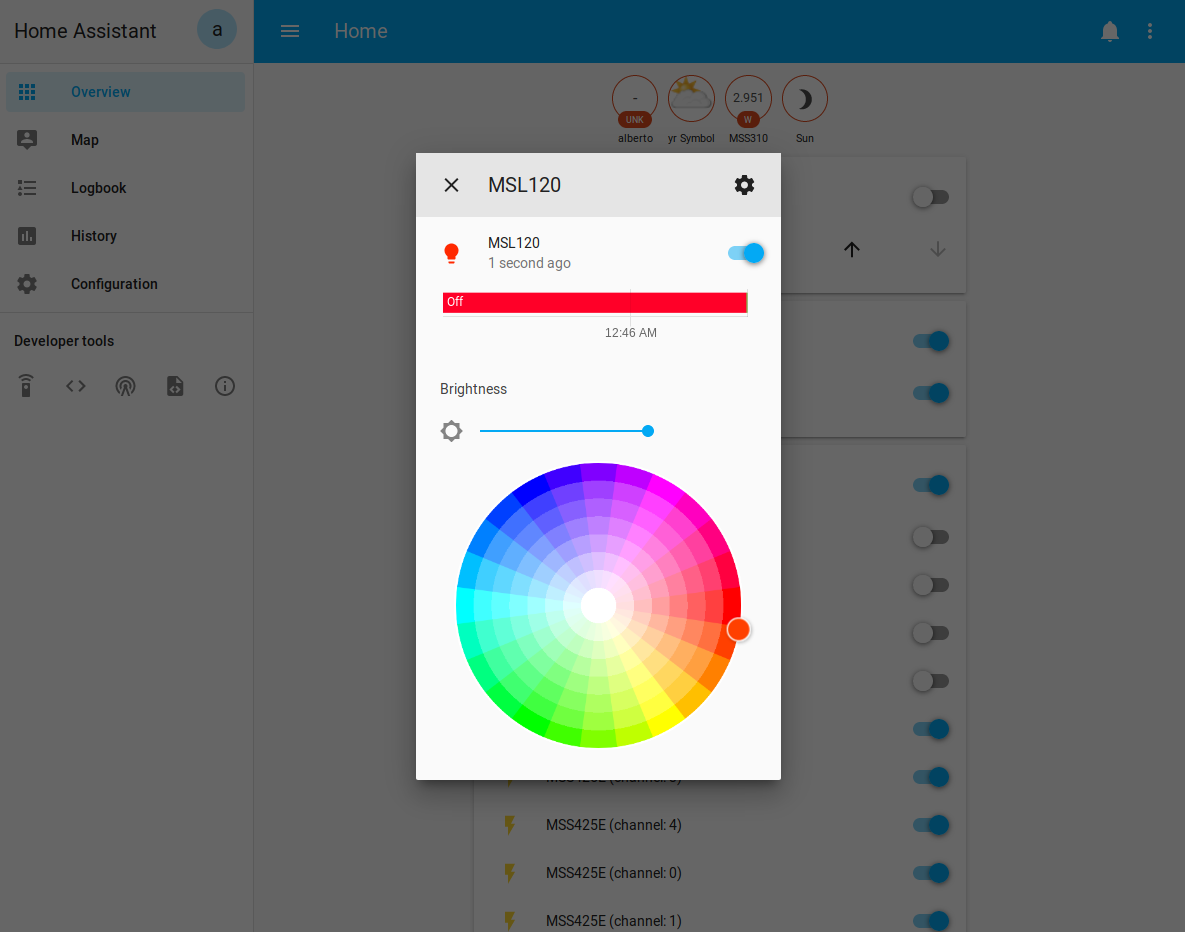 Home Assistant
a
Home
Overview
Map
Logbook
History
Configuration
Developer tools
-
UNK
alberto
yr Symbol
2.951
W
MSS310
Sun
MSL120
MSL120
1 second ago
Off
12:46 AM
Brightness
MSS425E (channel: 4)
MSS425E (channel: 0)
MSS425E (channel: 1)